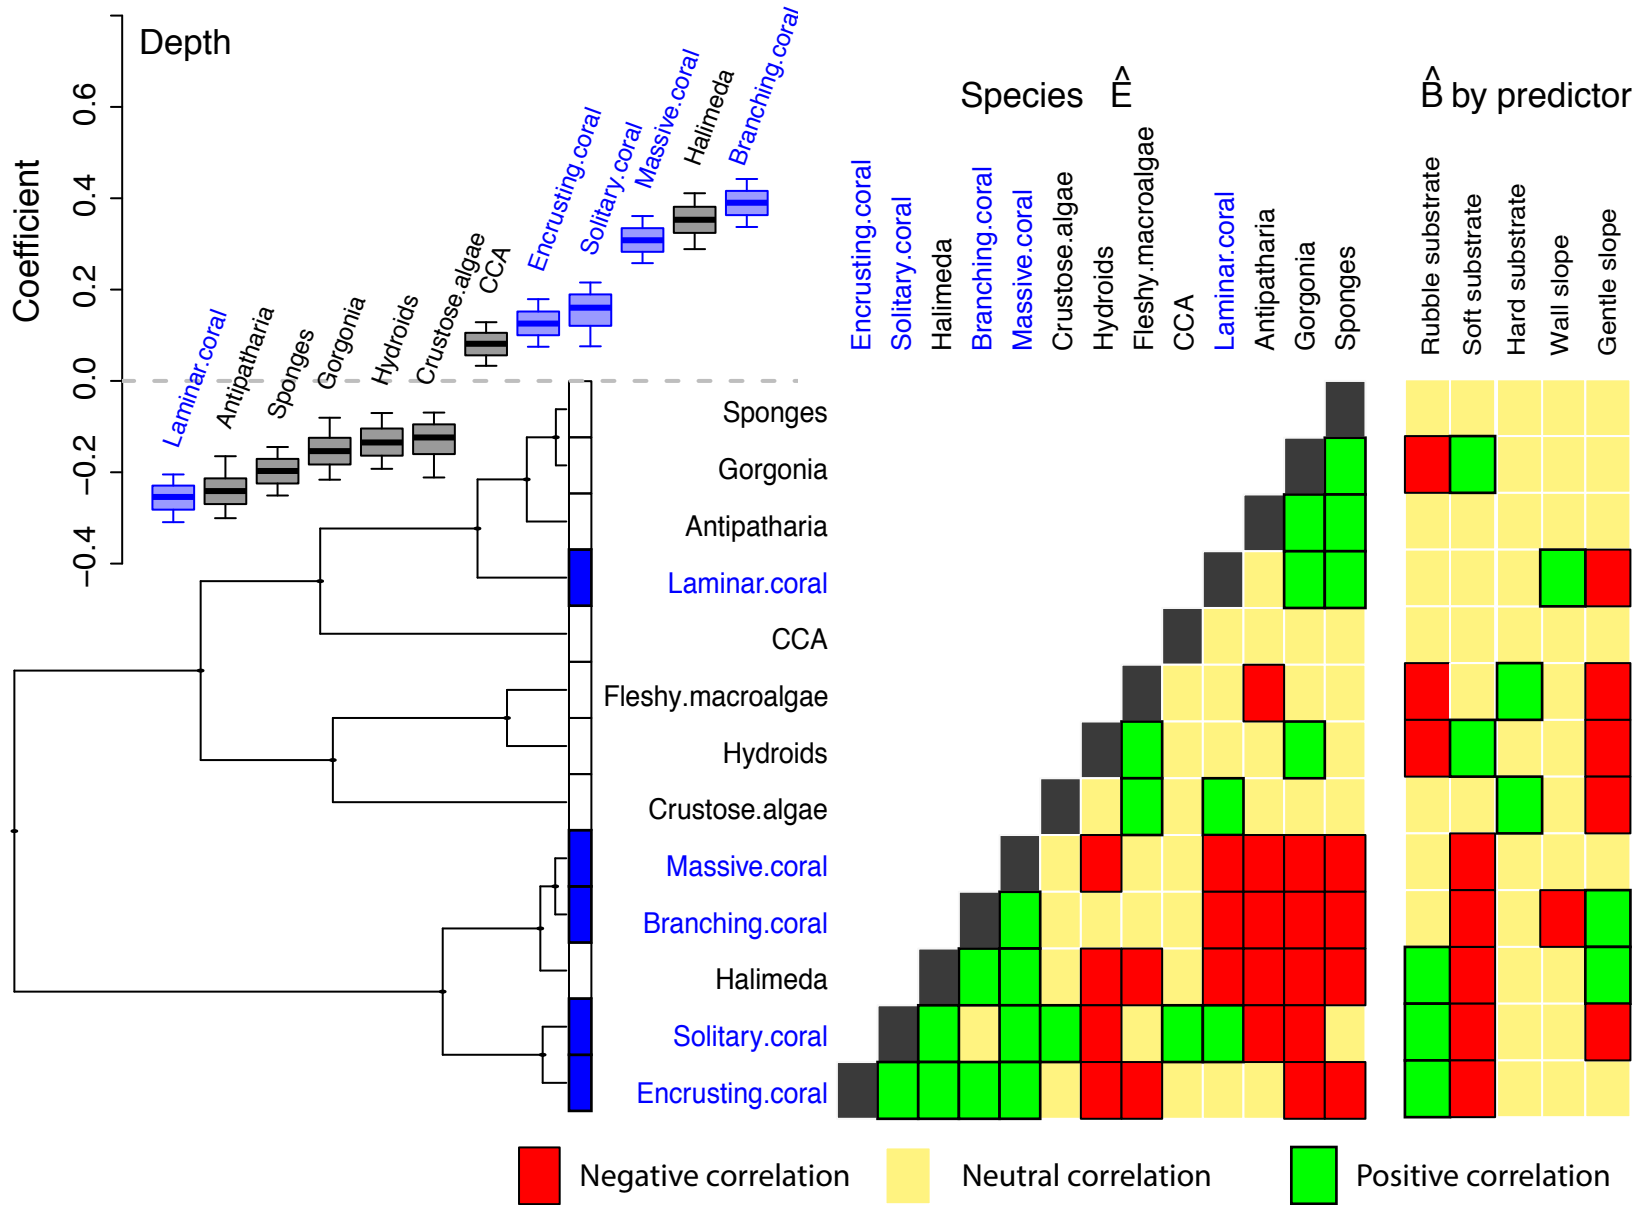 Depth
Coefficient
0.6
0.4
0.2
0.0
−0.2
−0.4
Laminar.coral
Antipatharia
Sponges
Gorgonia
Hydroids
Crustose.algae
CCA
Encrusting.coral
Solitary.coral
Massive.coral
Halimeda
Branching.coral
Species Ê
B̂ by predictor
Encrusting.coral
Solitary.coral
Halimeda
Branching.coral
Massive.coral
Crustose.algae
Hydroids
Fleshy.macroalgae
CCA
Laminar.coral
Antipatharia
Gorgonia
Sponges
Rubble substrate
Soft substrate
Hard substrate
Wall slope
Gentle slope
Sponges
Gorgonia
Antipatharia
Laminar.coral
CCA
Fleshy.macroalgae
Hydroids
Crustose.algae
Massive.coral
Branching.coral
Halimeda
Solitary.coral
Encrusting.coral
Negative correlation
Neutral correlation
Positive correlation